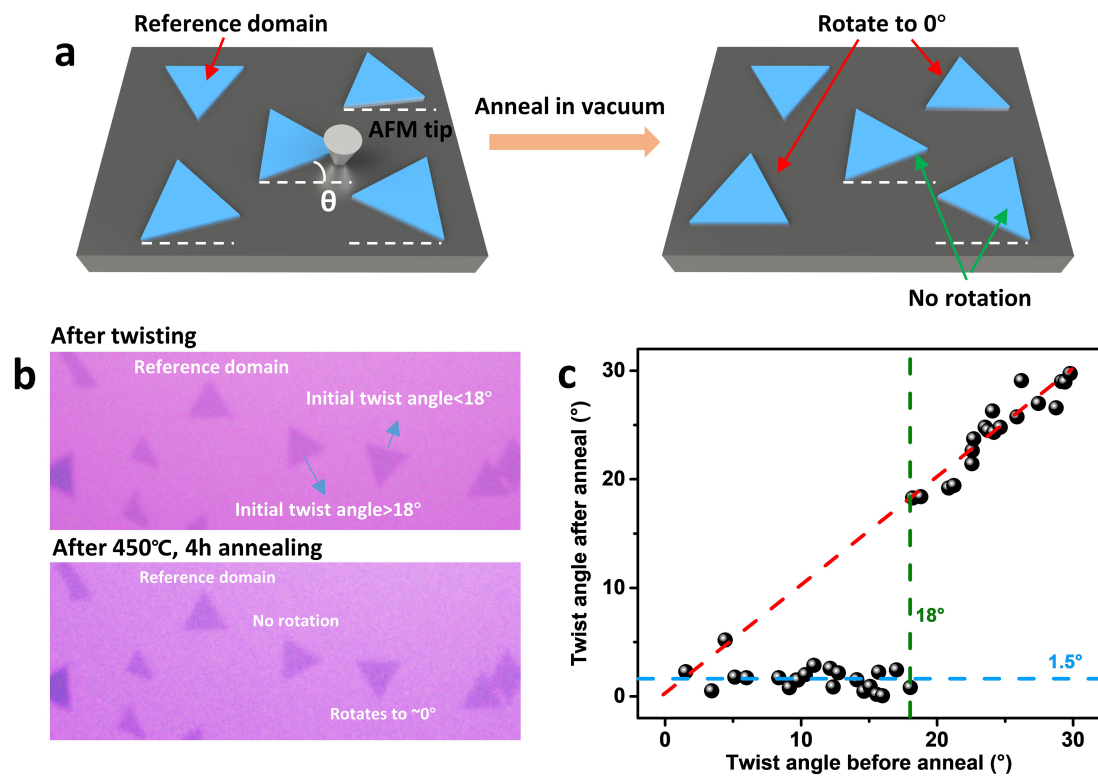 a
Reference domain
AFM tip
θ
Anneal in vacuum
Rotate to 0°
No rotation
b
After twisting
Reference domain
Initial twist angle<18°
Initial twist angle>18°
After 450℃, 4h annealing
Reference domain
No rotation
Rotates to ~0°
c
Twist angle after anneal (°)
30
20
10
0
18°
1.5°
0
10
20
30
Twist angle before anneal (°)